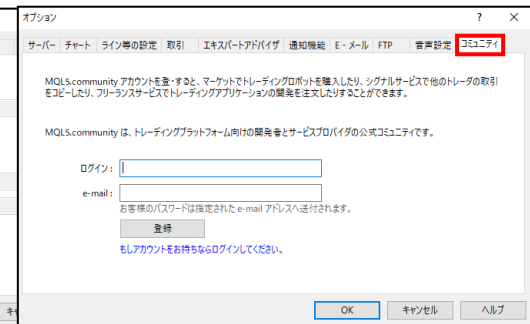 オプション
? ×
サーバー チャート ライン等の設定 取引 エキスパートアドバイザ 通知機能 E - メール FTP 音声設定 コミュニティ
MQL5.community アカウントを登・すると、マーケットでトレーディングロボットを購入したり、シグナルサービスで他のトレーダの取引
をコピーしたり、フリーランスサービスでトレーディングアプリケーションの開発を注文したりすることができます。
MQL5.community は、トレーディングプラットフォーム向けの開発者とサービスプロバイダの公式コミュニティです。
ログイン:
e-mail:
お客様のパスワードは指定された e-mail アドレスへ送付されます。
登録
もしアカウントをお持ちならログインしてください。
OK キャンセル ヘルプ